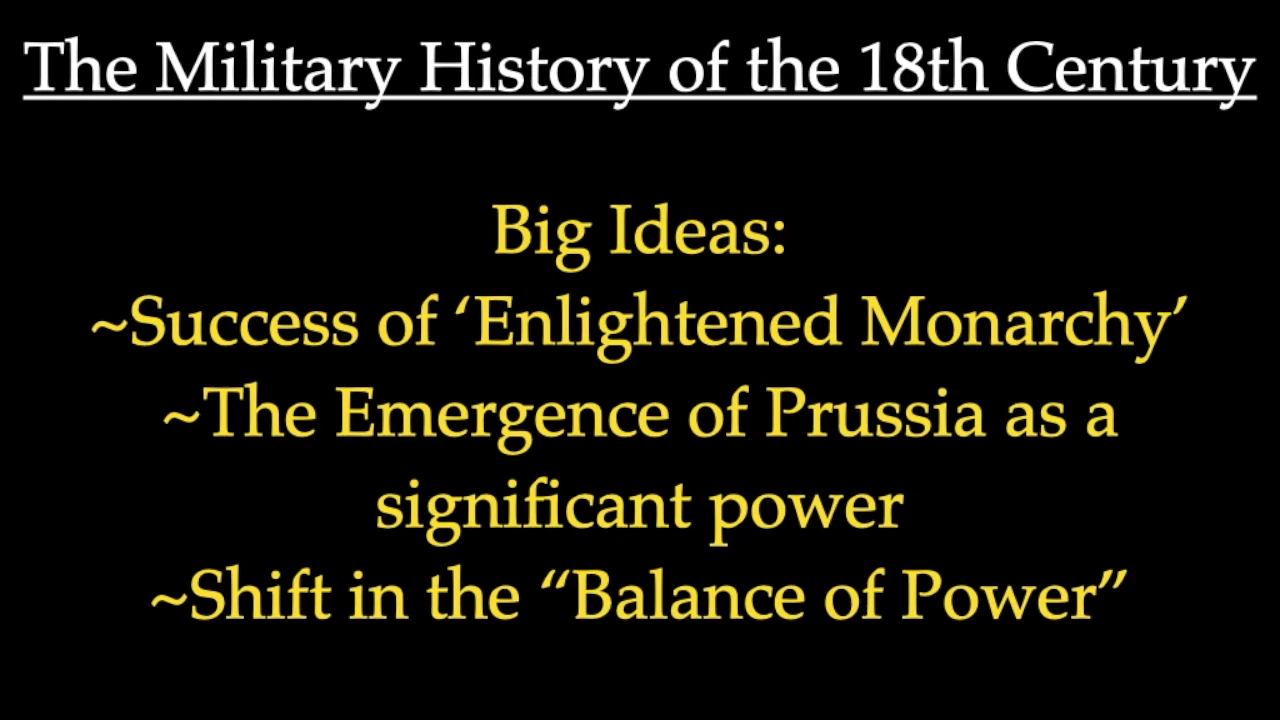 The Military History of the 18th Century
Big Ideas:
~Success of ‘Enlightened Monarchy’
~The Emergence of Prussia as a
significant power
~Shift in the “Balance of Power”